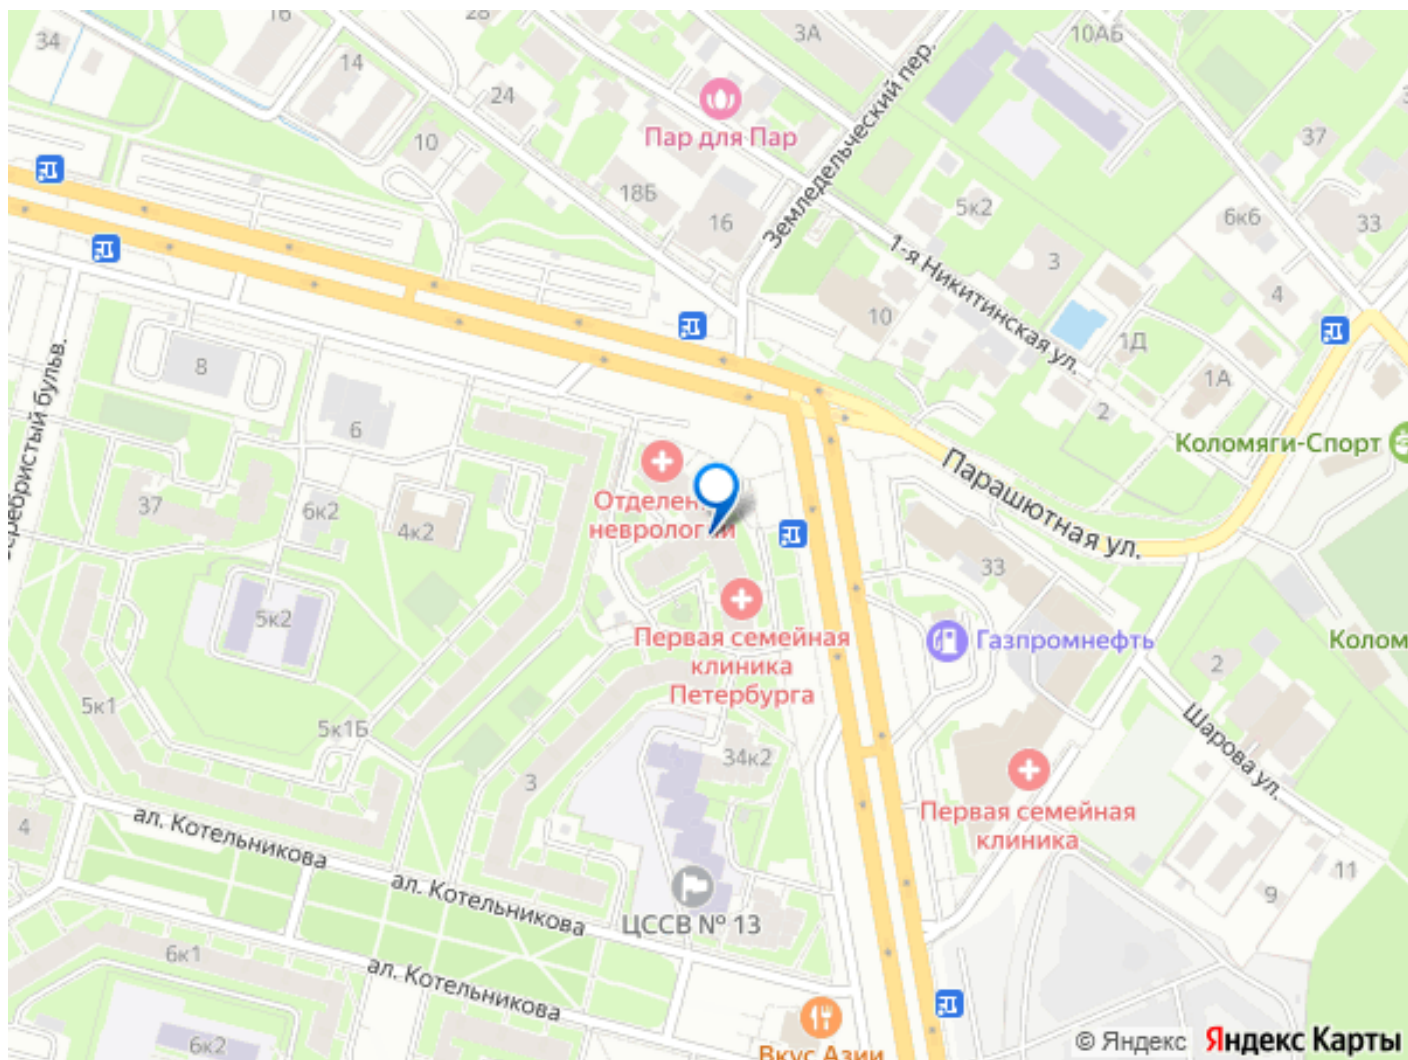 16
28
34
3А
10АБ
14
24
Пар для Пар
Земледельческий пер.
37
10
18Б
16
5к2
6к6
33
1-я Никитинская ул.
3
4
10
1Д
8
1А
6
2
Коломяги-Спорт
37
6к2
4к2
Отделен
неврологии
Парашютная ул.
33
5к2
Первая семейная
клиника
Петербурга
Газпромнефть
Колом
2
5к1
5к1Б
Шарова ул.
34к2
3
Первая семейная
клиника
4
ал. Котельникова
11
9
ал. Котельникова
ЦССВ № 13
6к1
ал. Котельникова
6к2
Вкус Азии
© Яндекс Яндекс Карты